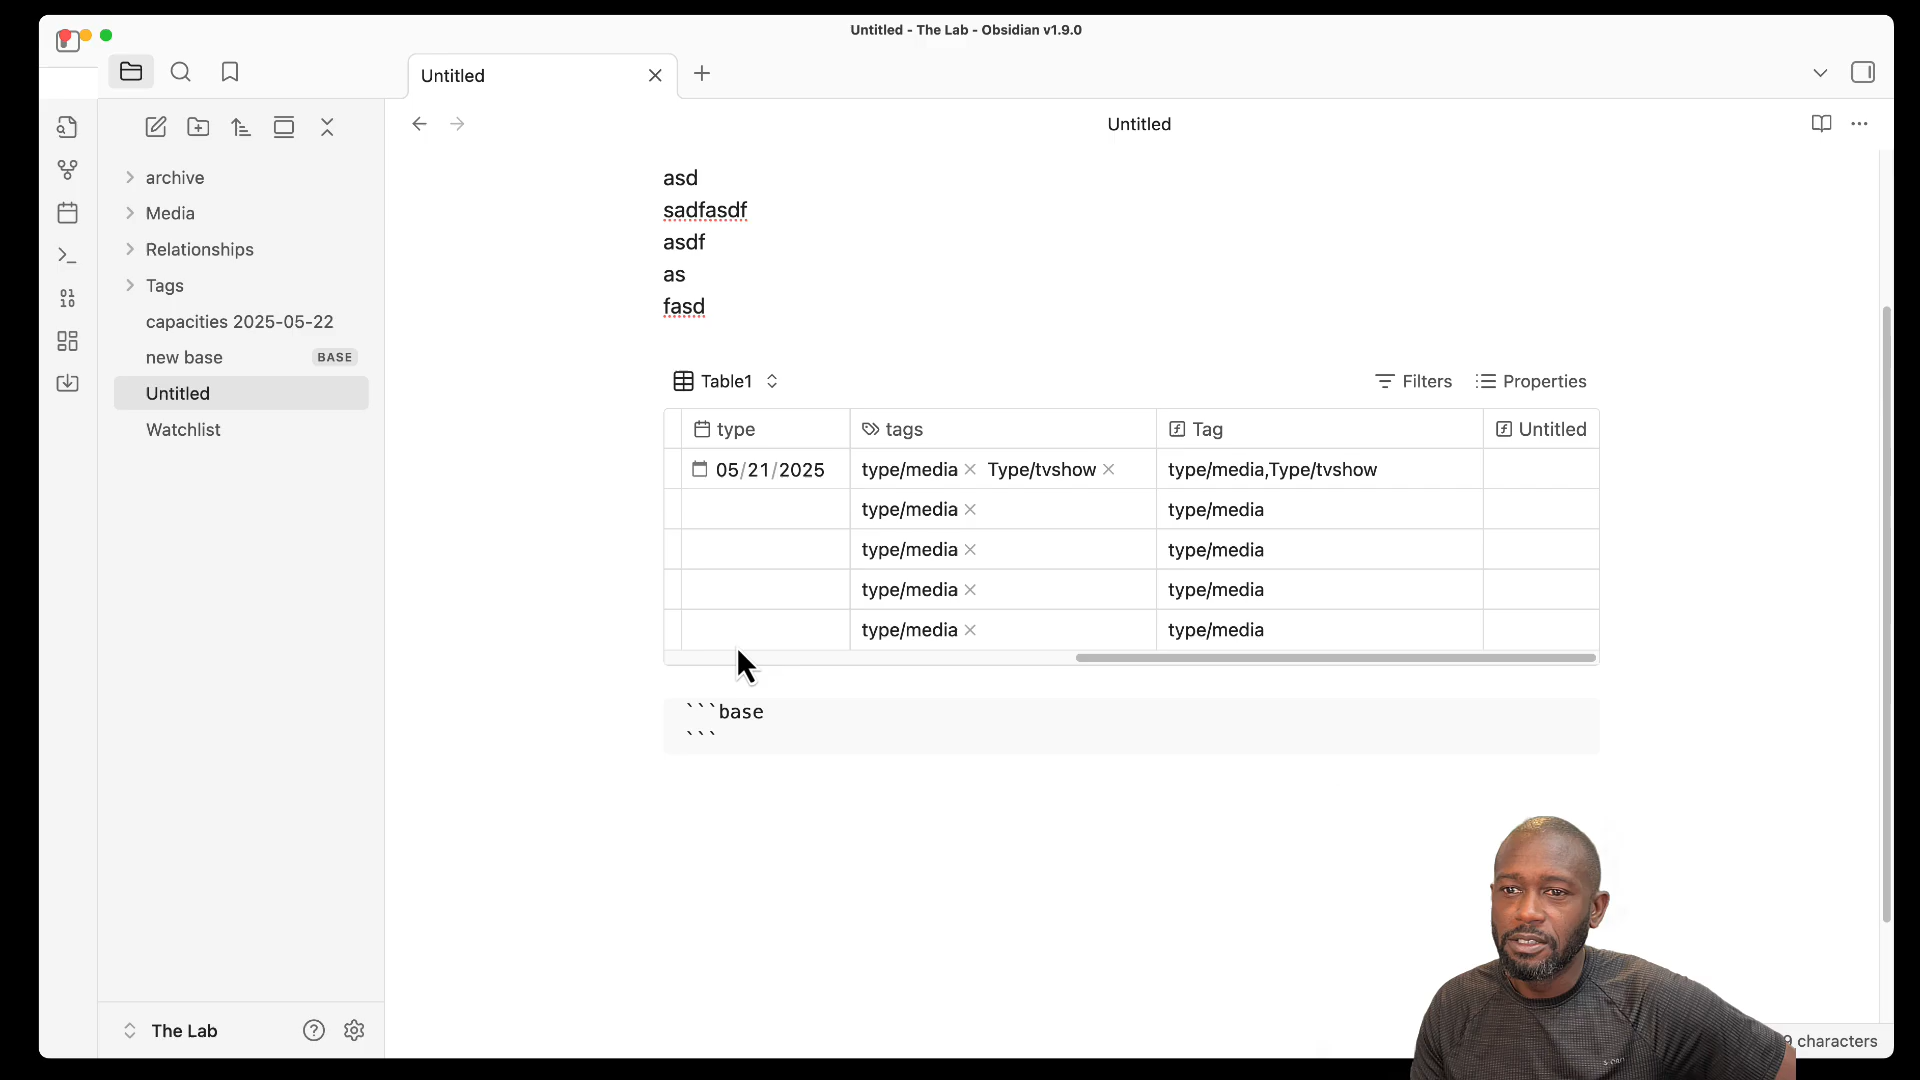 Untitled - The Lab - Obsidian v1.9.0
Untitled
Untitled
archive
Media
Relationships
Tags
capacities 2025-05-22
new base BASE
Untitled
Watchlist
The Lab
asd
sadfasdf
asdf
as
fasd
Table1 Filters Properties
type tags Tag Untitled
05/21/2025 type/media Type/tvshow type/media,Type/tvshow
type/media type/media
type/media type/media
type/media type/media
type/media type/media
```base
```
characters